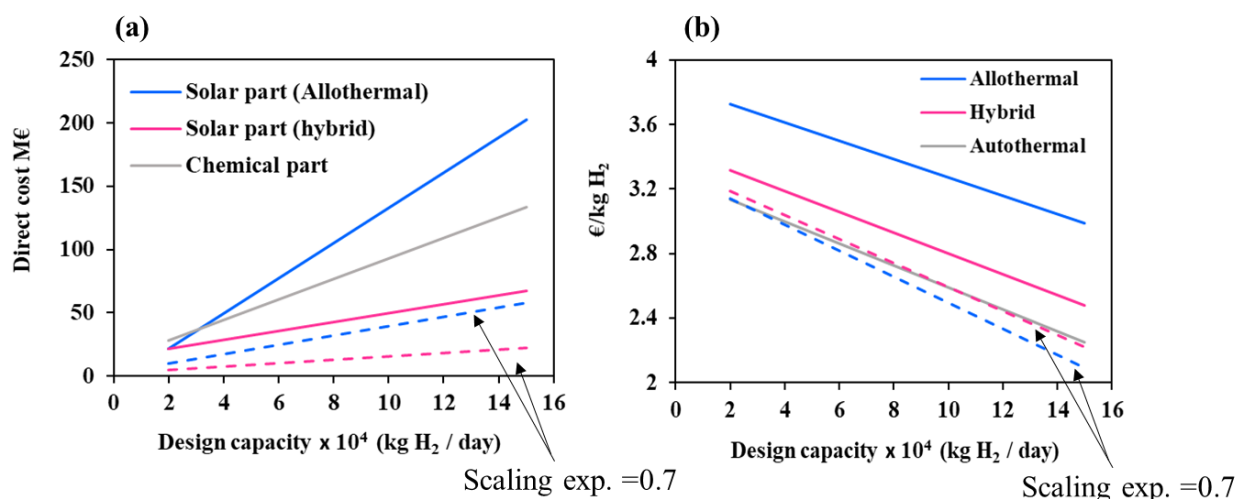 (a)
250
200
150
100
50
0
Direct cost M€
Solar part (Allothermal)
Solar part (hybrid)
Chemical part
0 2 4 6 8 10 12 14 16
Design capacity x 10⁴ (kg H₂ / day)
Scaling exp. =0.7
(b)
4
3.6
3.2
2.8
2.4
2
€/kg H₂
Allothermal
Hybrid
Autothermal
0 2 4 6 8 10 12 14 16
Design capacity x 10⁴ (kg H₂ / day)
Scaling exp. =0.7